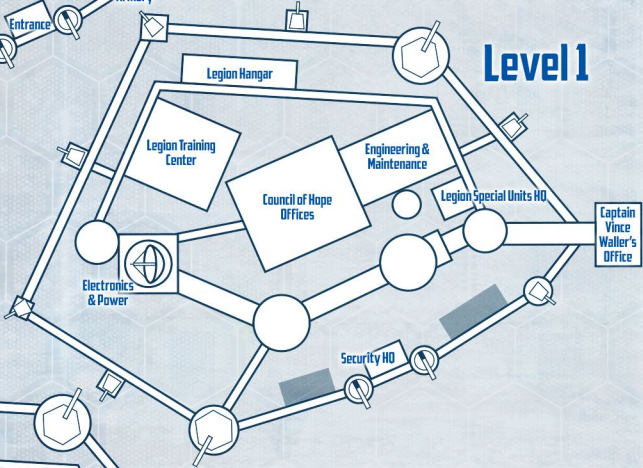 Entrance
Level 1
Legion Hangar
Legion Training
Center
Engineering &
Maintenance
Council of Hope
Offices
Legion Special Units HQ
Captain
Vince
Waller's
Office
Electronics
& Power
Security HQ